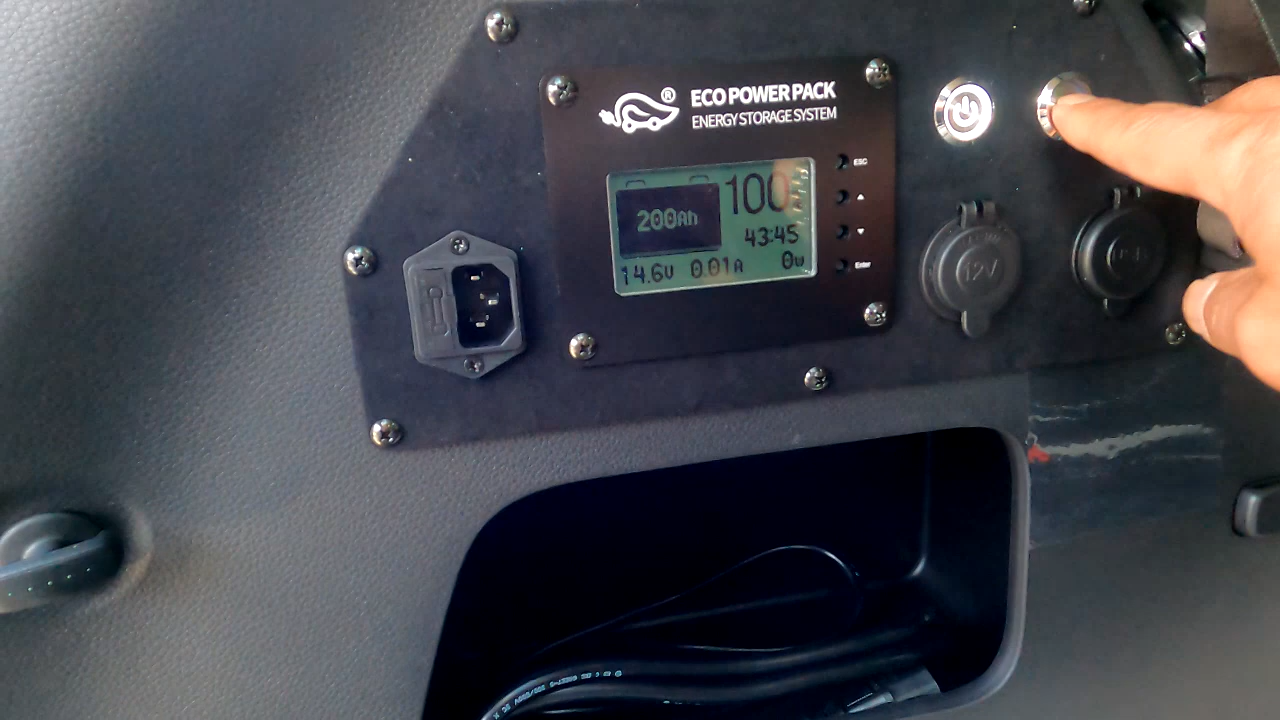 ECO POWER PACK
®
ENERGY STORAGE SYSTEM
ESC
▲
100
200Ah
▼
43:45
Enter
14.6V 0.01A 0w
12V